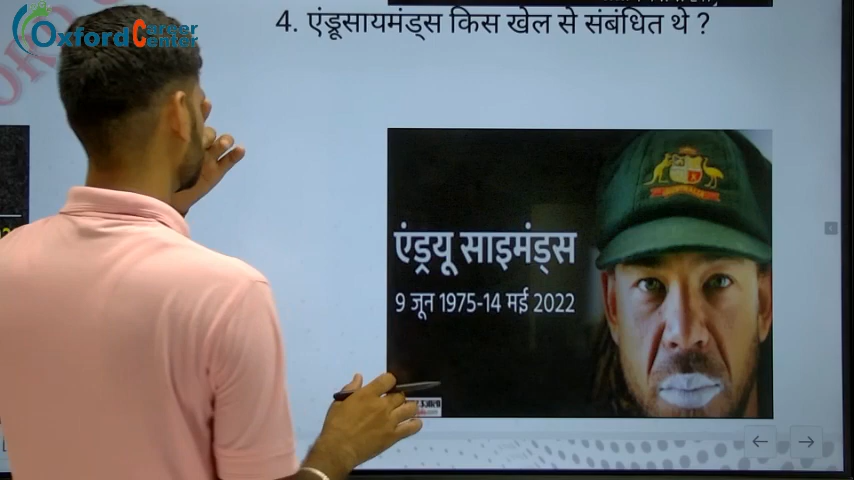 Oxford Career Center
4. एंड्रूसायमंड्स किस खेल से संबंधित थे ?
एंड्रयू साइमंड्स
9 जून 1975-14 मई 2022